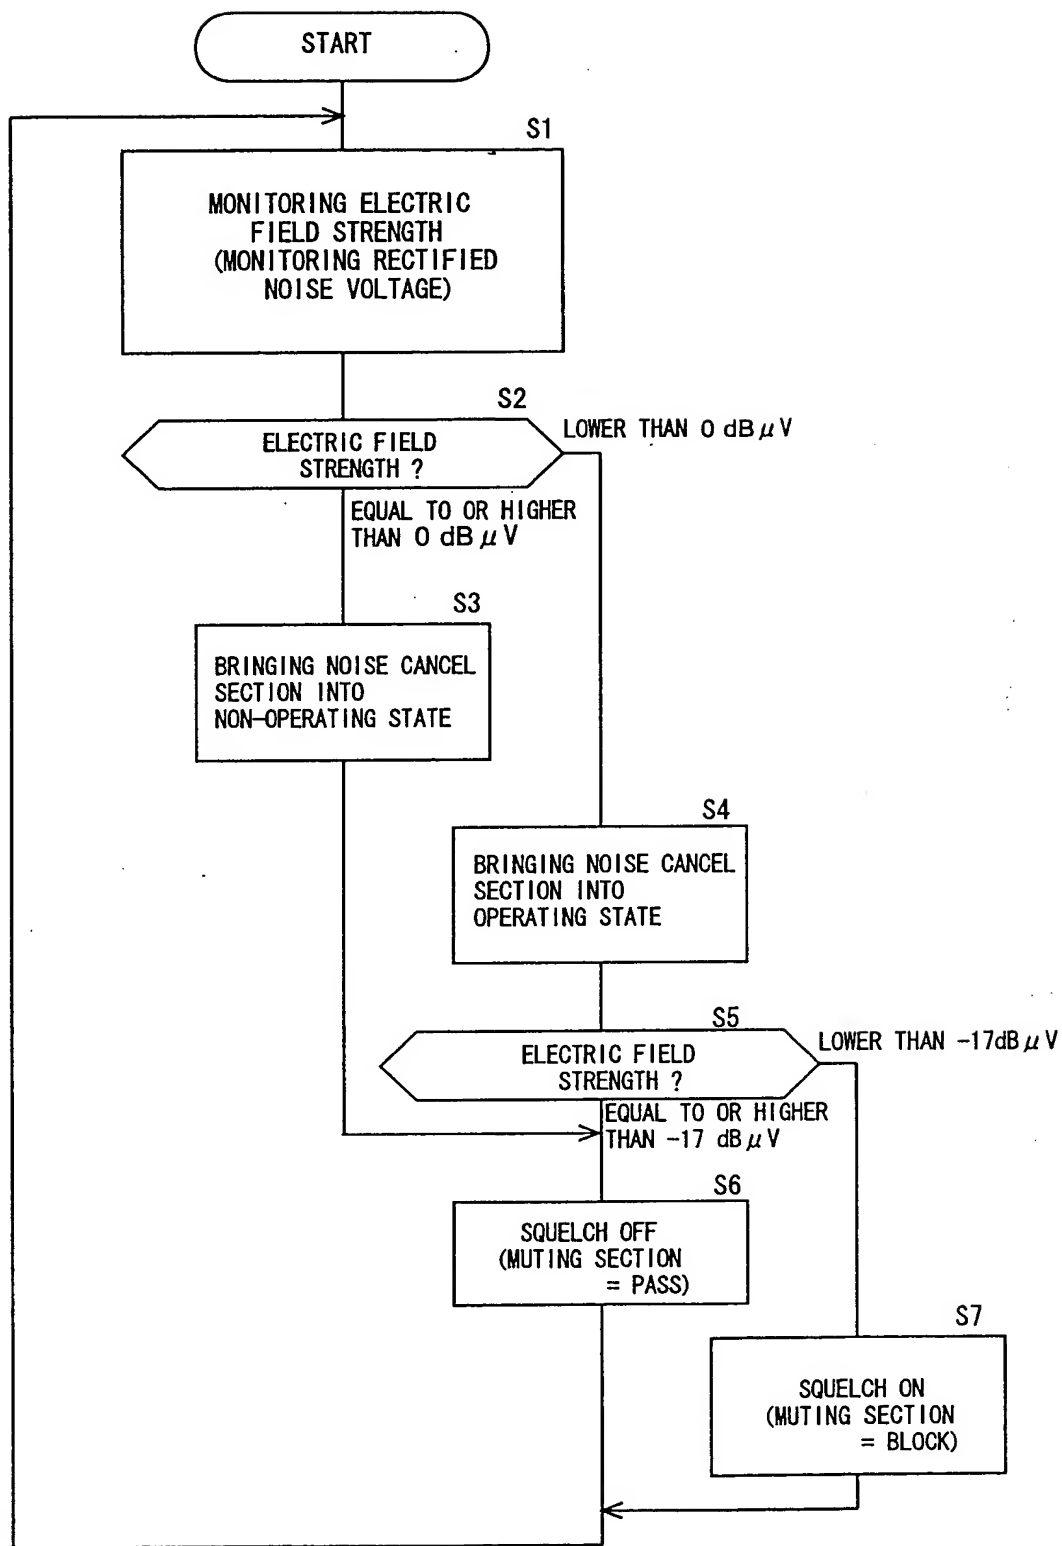 START
S1
MONITORING ELECTRIC
FIELD STRENGTH
(MONITORING RECTIFIED
NOISE VOLTAGE)
S2
LOWER THAN 0 dBμV
ELECTRIC FIELD
STRENGTH ?
EQUAL TO OR HIGHER
THAN 0 dBμV
S3
BRINGING NOISE CANCEL
SECTION INTO
NON-OPERATING STATE
S4
BRINGING NOISE CANCEL
SECTION INTO
OPERATING STATE
S5
LOWER THAN -17dBμV
ELECTRIC FIELD
STRENGTH ?
EQUAL TO OR HIGHER
THAN -17 dBμV
S6
SQUELCH OFF
(MUTING SECTION
= PASS)
S7
SQUELCH ON
(MUTING SECTION
= BLOCK)